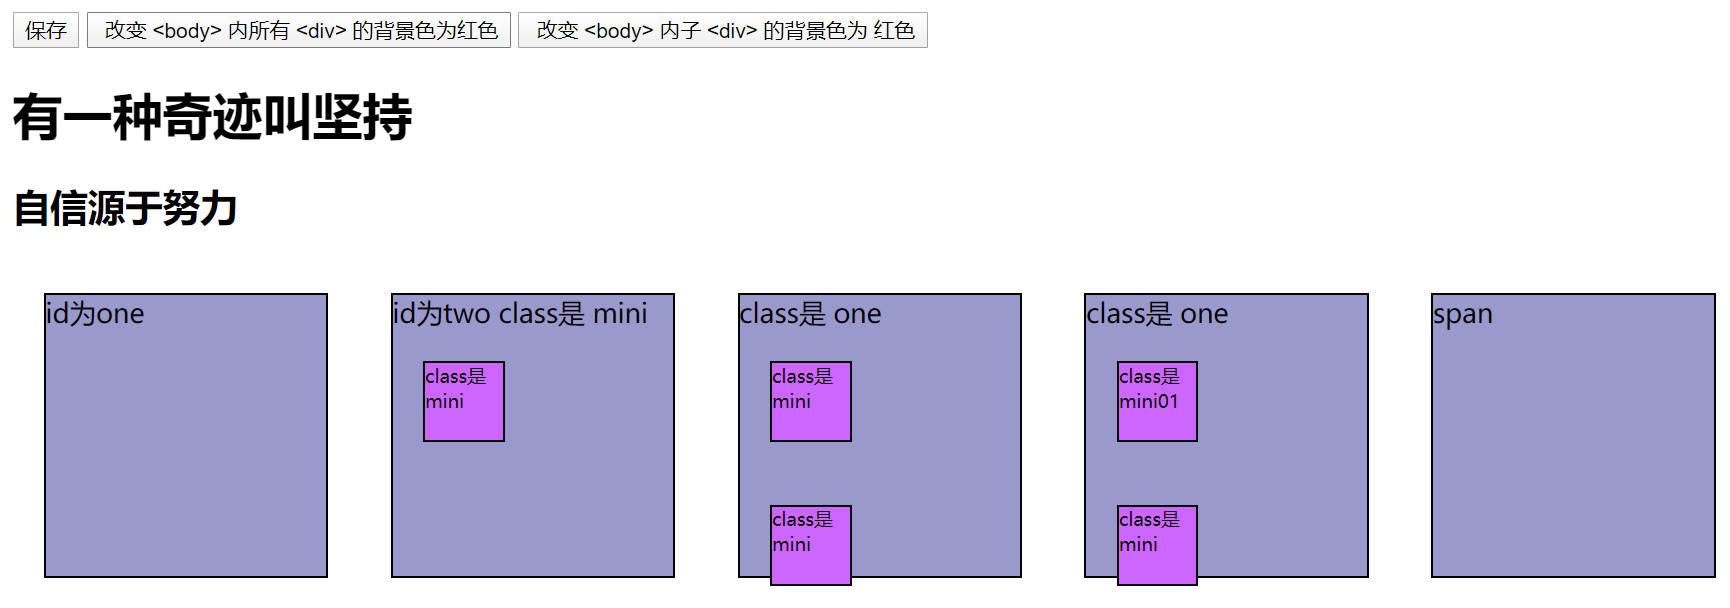 保存 改变 <body> 内所有 <div> 的背景色为红色 改变 <body> 内子 <div> 的背景色为 红色
有一种奇迹叫坚持
自信源于努力
id为one
id为two class是 mini
class是
mini
class是 one
class是
mini
class是
mini
class是 one
class是
mini01
class是
mini
span